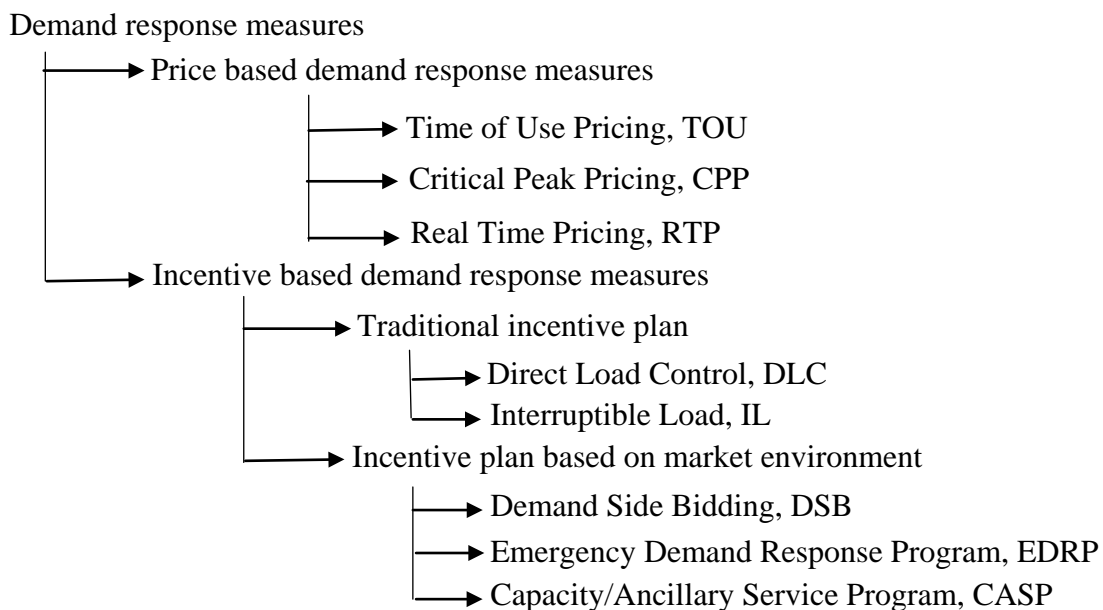 Demand response measures
Price based demand response measures
Time of Use Pricing, TOU
Critical Peak Pricing, CPP
Real Time Pricing, RTP
Incentive based demand response measures
Traditional incentive plan
Direct Load Control, DLC
Interruptible Load, IL
Incentive plan based on market environment
Demand Side Bidding, DSB
Emergency Demand Response Program, EDRP
Capacity/Ancillary Service Program, CASP